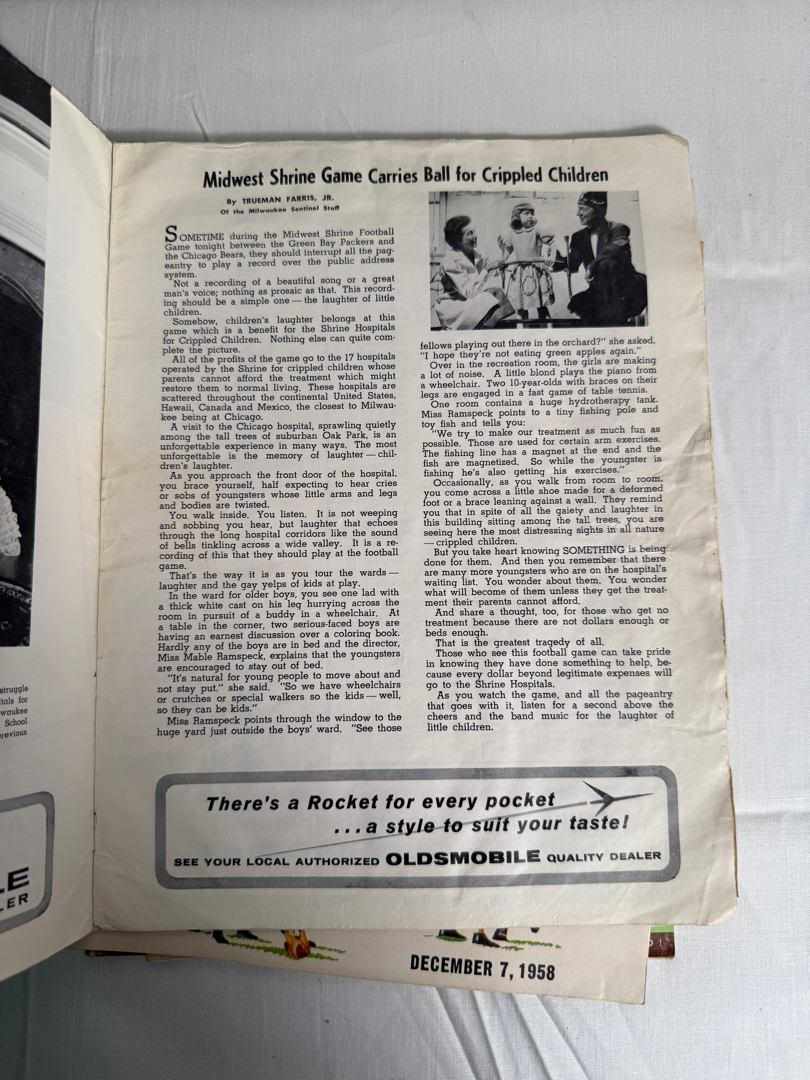 Midwest Shrine Game Carries Ball for Crippled Children
By TRUEMAN FARRIS, JR.
Of the Milwaukee Sentinel Staff
SOMETIME during the Midwest Shrine Football
Game tonight between the Green Bay Packers and
the Chicago Bears, they should interrupt all the pag-
eantry to play a record over the public address
system.
Not a recording of a beautiful song or a great
man's voice; nothing as prosaic as that. This record-
ing should be a simple one — the laughter of little
children.
Somehow, children's laughter belongs at this
game which is a benefit for the Shrine Hospitals
for Crippled Children. Nothing else can quite com-
plete the picture.
All of the profits of the game go to the 17 hospitals
operated by the Shrine for crippled children whose
parents cannot afford the treatment which might
restore them to normal living. These hospitals are
scattered throughout the continental United States,
Hawaii, Canada and Mexico, the closest to Milwau-
kee being at Chicago.
A visit to the Chicago hospital, sprawling quietly
among the tall trees of suburban Oak Park, is an
unforgettable experience in many ways. The most
unforgettable is the memory of laughter — chil-
dren's laughter.
As you approach the front door of the hospital,
you brace yourself, half expecting to hear cries
or sobs of youngsters whose little arms and legs
and bodies are twisted.
You walk inside. You listen. It is not weeping
and sobbing you hear, but laughter that echoes
through the long hospital corridors like the sound
of bells tinkling across a wide valley. It is a re-
cording of this that they should play at the football
game.
That's the way it is as you tour the wards —
laughter and the gay yelps of kids at play.
In the ward for older boys, you see one lad with
a thick white cast on his leg hurrying across the
room in pursuit of a buddy in a wheelchair. At
a table in the corner, two serious-faced boys are
having an earnest discussion over a coloring book.
Hardly any of the boys are in bed and the director,
Miss Mable Ramspeck, explains that the youngsters
are encouraged to stay out of bed.
"It's natural for young people to move about and
not stay put," she said. "So we have wheelchairs
or crutches or special walkers so the kids — well,
so they can be kids."
Miss Ramspeck points through the window to the
huge yard just outside the boys' ward. "See those
fellows playing out there in the orchard?" she asked.
"I hope they're not eating green apples again."
Over in the recreation room, the girls are making
a lot of noise. A little blond plays the piano from
a wheelchair. Two 10-year-olds with braces on their
legs are engaged in a fast game of table tennis.
One room contains a huge hydrotherapy tank.
Miss Ramspeck points to a tiny fishing pole and
toy fish and tells you:
"We try to make our treatment as much fun as
possible. Those are used for certain arm exercises.
The fishing line has a magnet at the end and the
fish are magnetized. So while the youngster is
fishing he's also getting his exercises."
Occasionally, as you walk from room to room,
you come across a little shoe made for a deformed
foot or a brace leaning against a wall. They remind
you that in spite of all the gaiety and laughter in
this building sitting among the tall trees, you are
seeing here the most distressing sights in all nature
— crippled children.
But you take heart knowing SOMETHING is being
done for them. And then you remember that there
are many more youngsters who are on the hospital's
waiting list. You wonder about them. You wonder
what will become of them unless they get the treat-
ment their parents cannot afford.
And share a thought, too, for those who get no
treatment because there are not dollars enough or
beds enough.
That is the greatest tragedy of all.
Those who see this football game can take pride
in knowing they have done something to help, be-
cause every dollar beyond legitimate expenses will
go to the Shrine Hospitals.
As you watch the game, and all the pageantry
that goes with it, listen for a second above the
cheers and the band music for the laughter of
little children.
There's a Rocket for every pocket
...a style to suit your taste!
SEE YOUR LOCAL AUTHORIZED OLDSMOBILE QUALITY DEALER
struggle
tals for
waukee
School
revious
LE
LER
DECEMBER 7, 1958